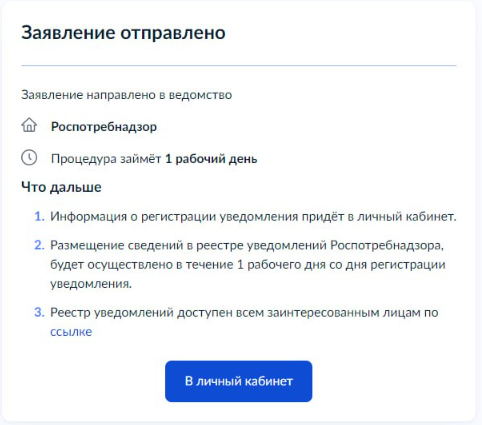 Заявление отправлено
Заявление направлено в ведомство
Роспотребнадзор
Процедура займёт 1 рабочий день
Что дальше
1. Информация о регистрации уведомления придёт в личный кабинет.
2. Размещение сведений в реестре уведомлений Роспотребнадзора,
будет осуществлено в течение 1 рабочего дня со дня регистрации
уведомления.
3. Реестр уведомлений доступен всем заинтересованным лицам по
ссылке
В личный кабинет